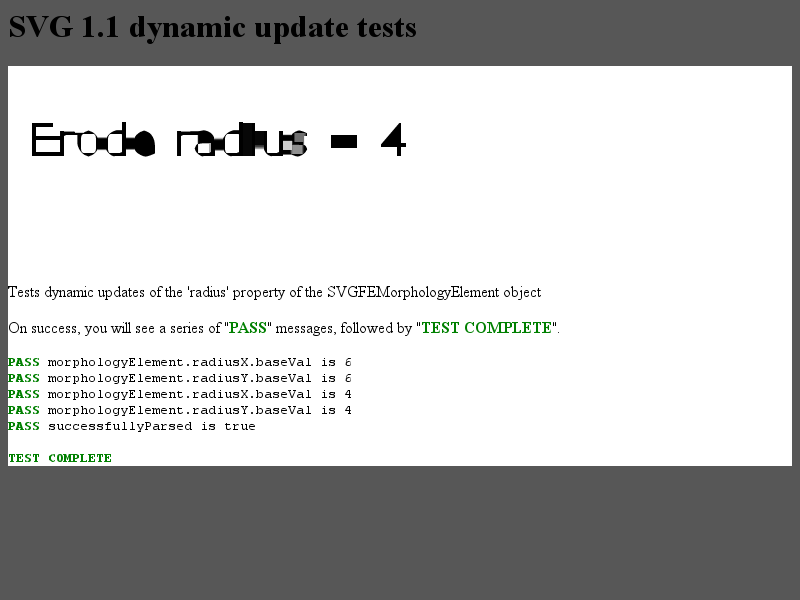 SVG 1.1 dynamic update tests
Erode radius = 4
Tests dynamic updates of the 'radius' property of the SVGFEMorphologyElement object
On success, you will see a series of "PASS" messages, followed by "TEST COMPLETE".
PASS morphologyElement.radiusX.baseVal is 6
PASS morphologyElement.radiusY.baseVal is 6
PASS morphologyElement.radiusX.baseVal is 4
PASS morphologyElement.radiusY.baseVal is 4
PASS successfullyParsed is true
TEST COMPLETE